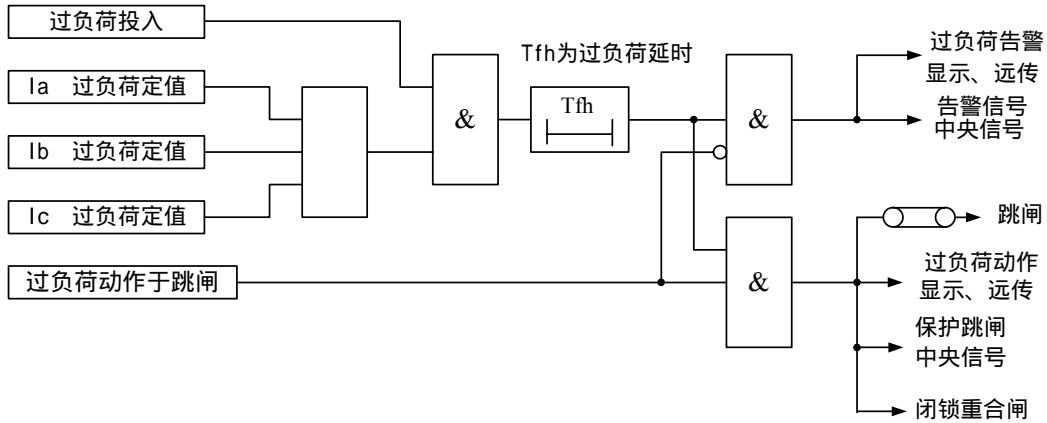 过负荷投入
Ia 过负荷定值
Ib 过负荷定值
Ic 过负荷定值
过负荷动作于跳闸
&
Tfh为过负荷延时
Tfh
&
&
过负荷告警
显示、远传
告警信号
中央信号
跳闸
过负荷动作
显示、远传
保护跳闸
中央信号
闭锁重合闸